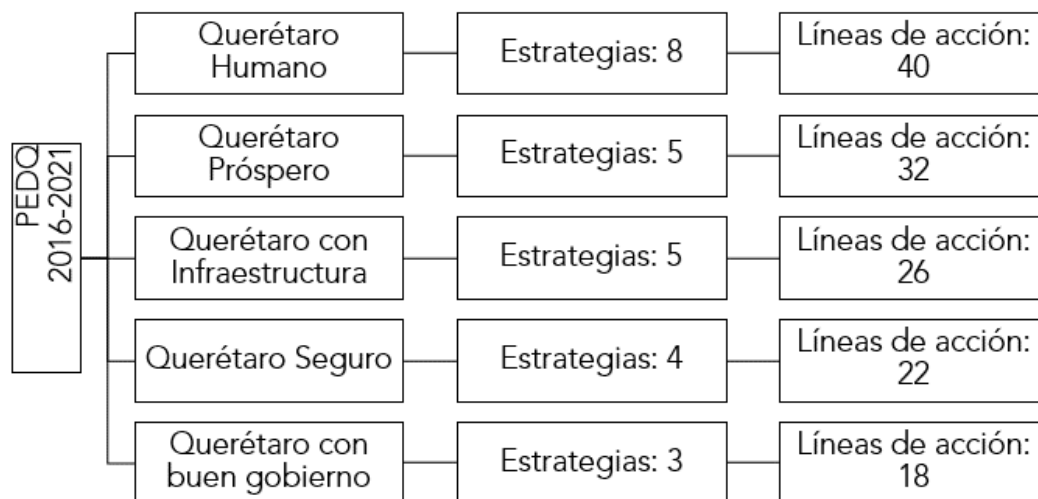 PEDQ
2016-2021
Querétaro
Humano
Estrategias: 8
Líneas de acción:
40
Querétaro
Próspero
Estrategias: 5
Líneas de acción:
32
Querétaro con
Infraestructura
Estrategias: 5
Líneas de acción:
26
Querétaro Seguro
Estrategias: 4
Líneas de acción:
22
Querétaro con
buen gobierno
Estrategias: 3
Líneas de acción:
18